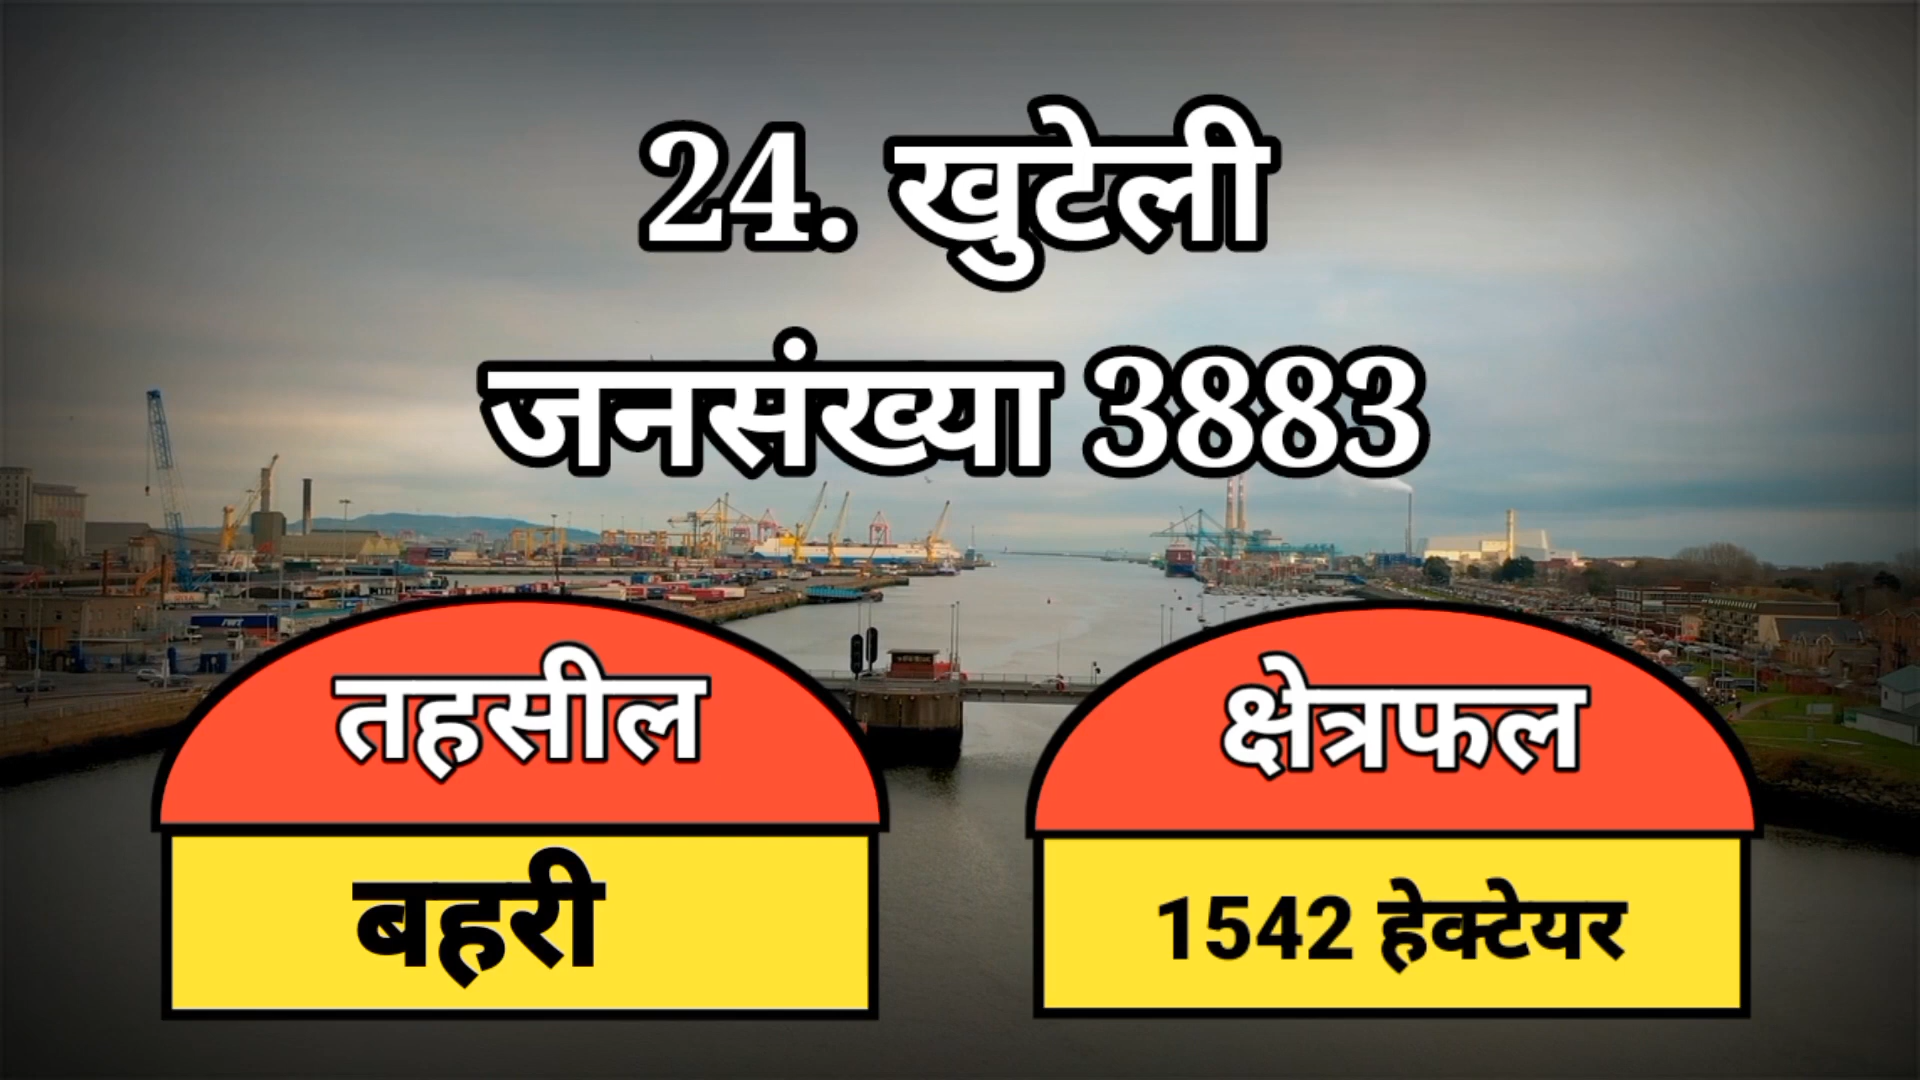 24. खुटेली
जनसंख्या 3883
तहसील
बहरी
क्षेत्रफल
1542 हेक्टेयर